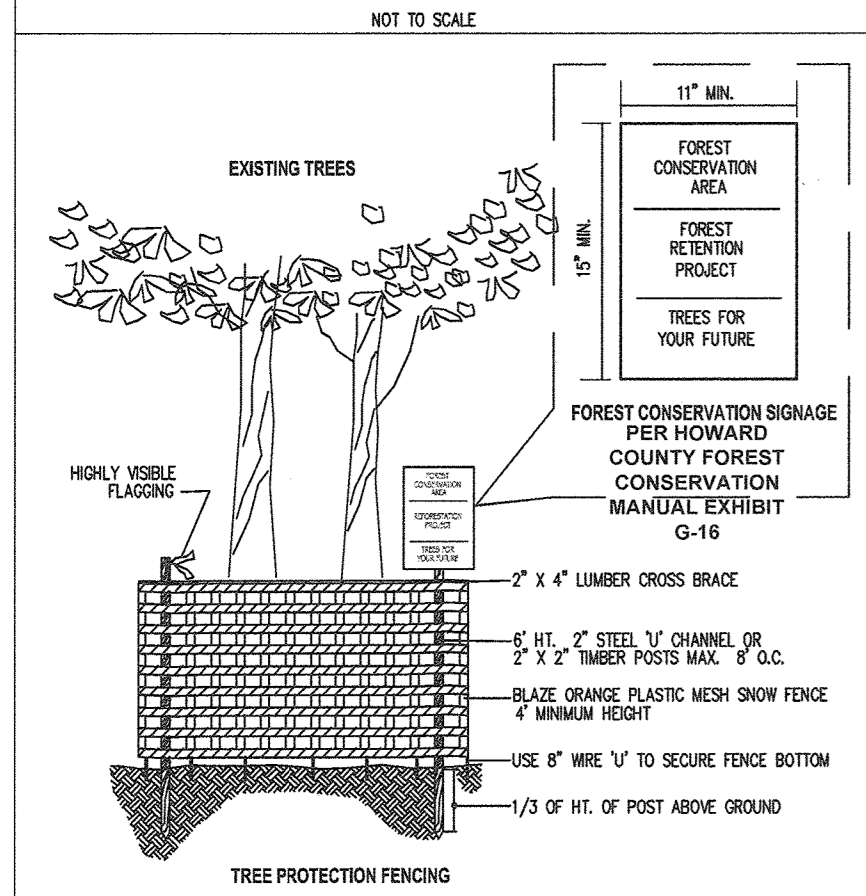 NOT TO SCALE
EXISTING TREES
11" MIN.
15" MIN.
FOREST
CONSERVATION
AREA
FOREST
RETENTION
PROJECT
TREES FOR
YOUR FUTURE
FOREST CONSERVATION SIGNAGE
PER HOWARD
COUNTY FOREST
CONSERVATION
MANUAL EXHIBIT
G-16
HIGHLY VISIBLE
FLAGGING
FOREST
CONSERVATION
AREA
REFORESTATION
PROJECT
TREES FOR
YOUR FUTURE
2" X 4" LUMBER CROSS BRACE
6' HT. 2" STEEL 'U' CHANNEL OR
2" X 2" TIMBER POSTS MAX. 8' O.C.
BLAZE ORANGE PLASTIC MESH SNOW FENCE
4' MINIMUM HEIGHT
USE 8" WIRE 'U' TO SECURE FENCE BOTTOM
1/3 OF HT. OF POST ABOVE GROUND
TREE PROTECTION FENCING